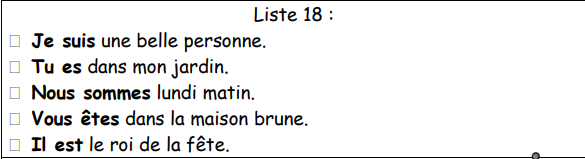 Liste 18 :
□ Je suis une belle personne.
□ Tu es dans mon jardin.
□ Nous sommes lundi matin.
□ Vous êtes dans la maison brune.
□ Il est le roi de la fête.